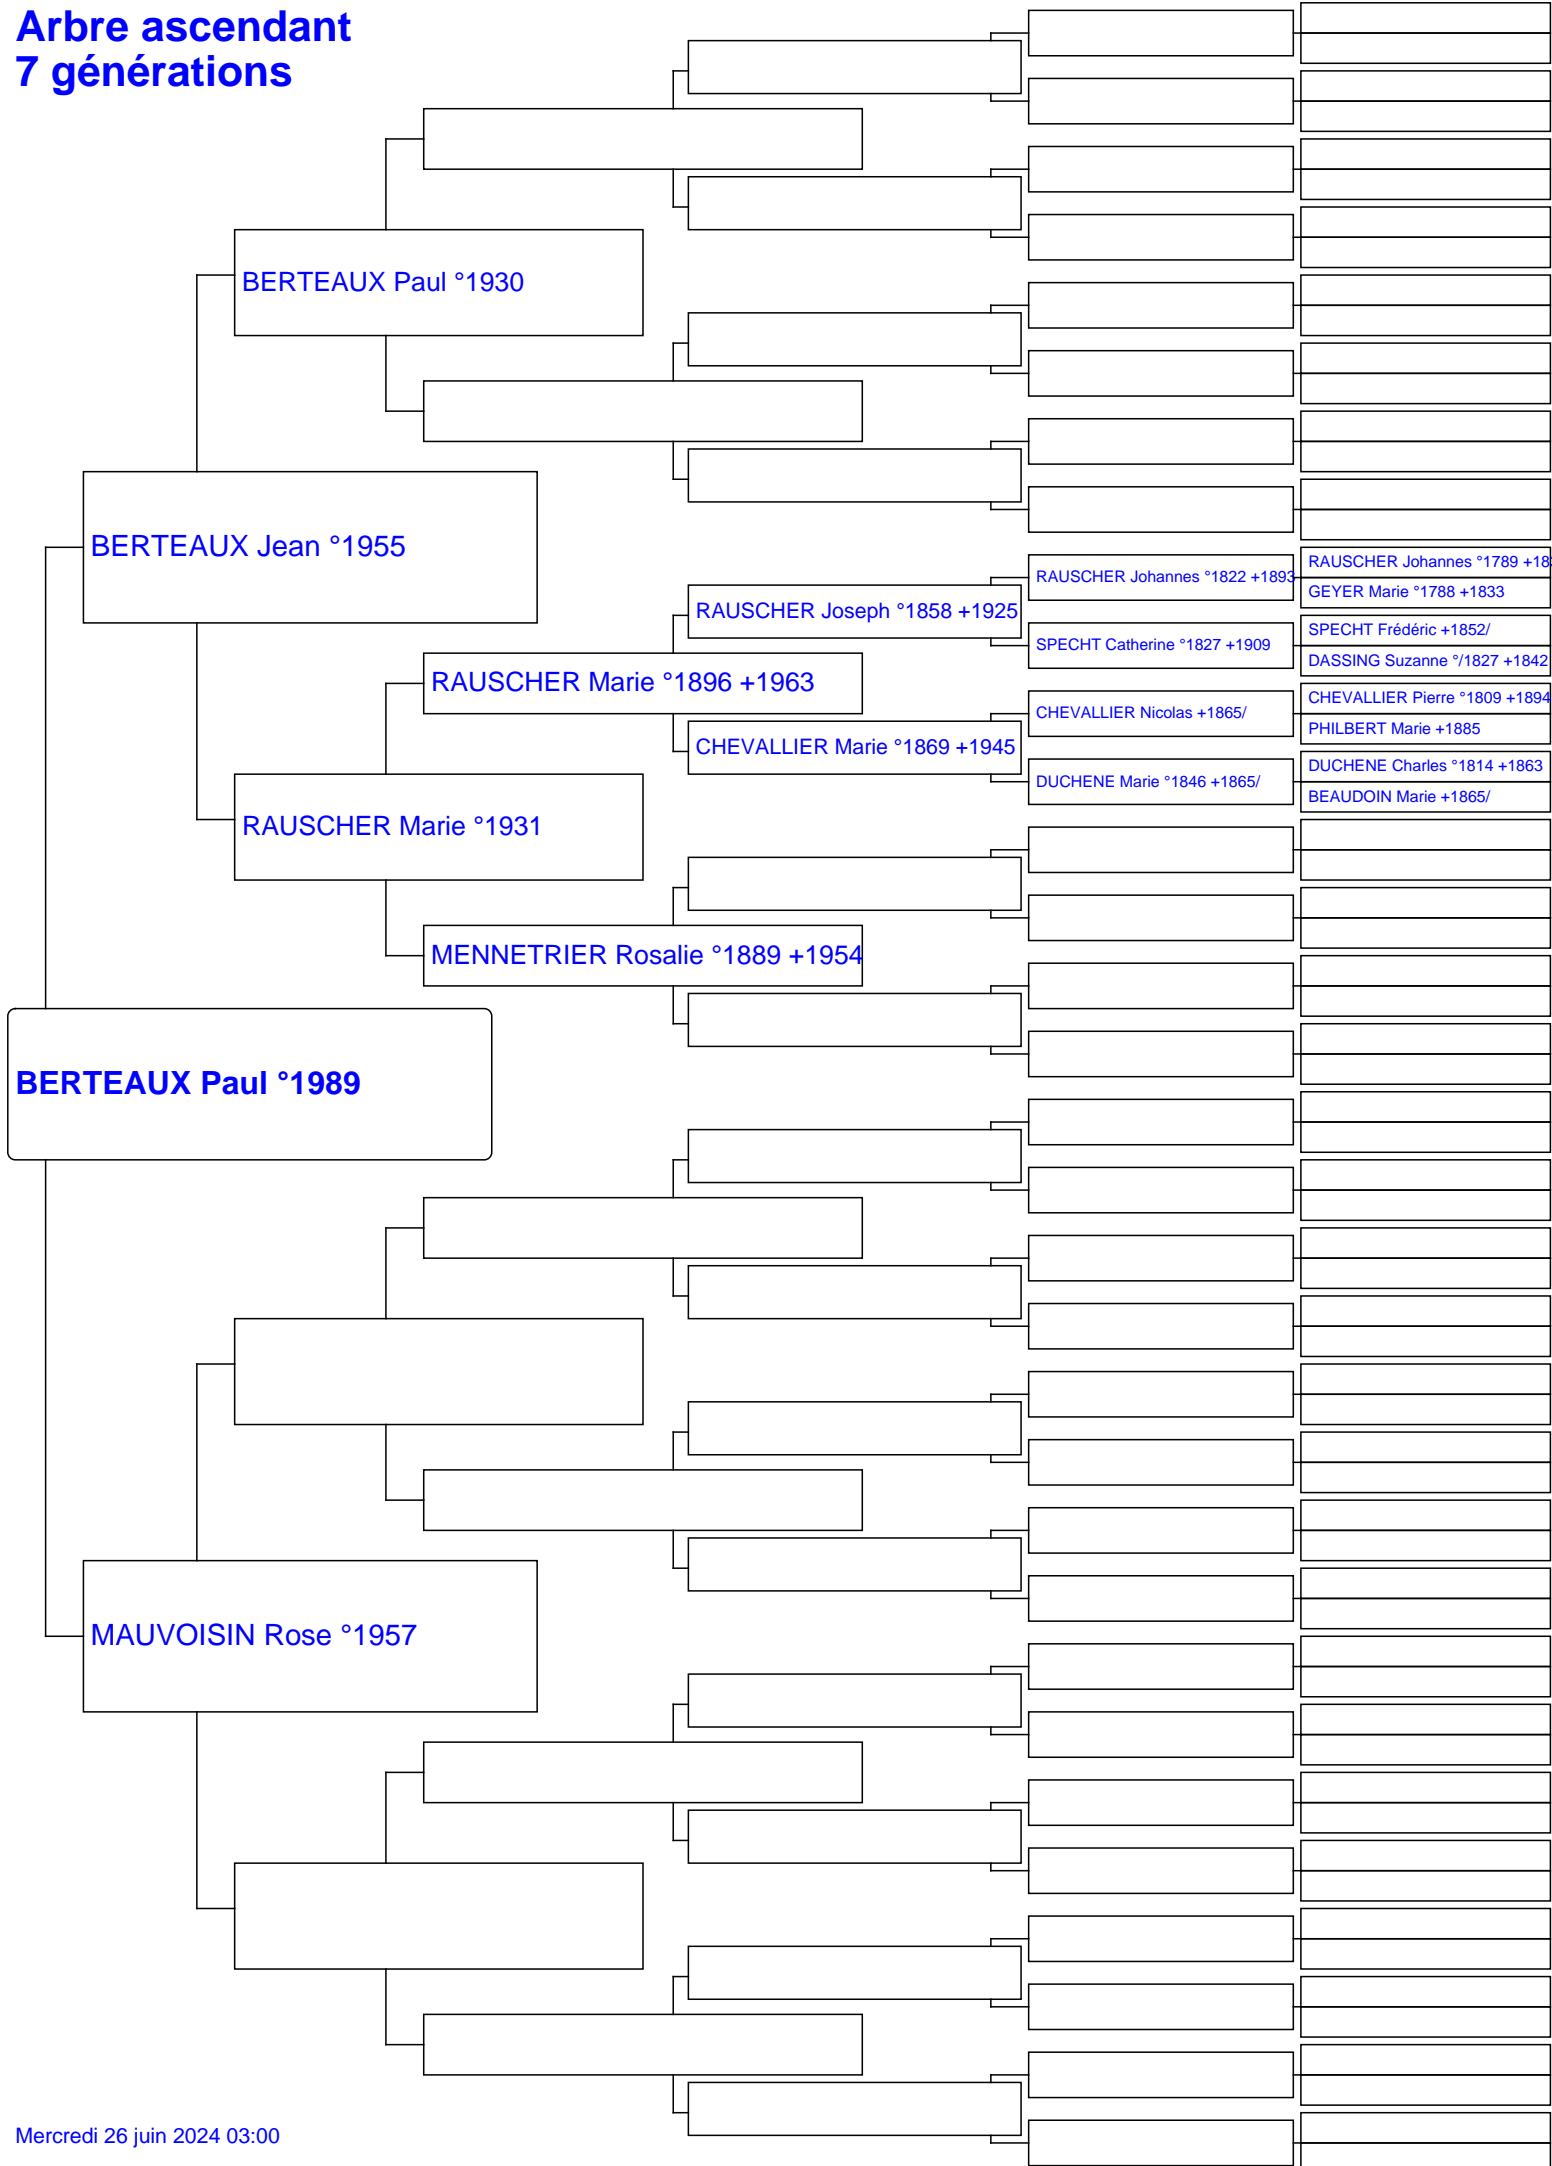 Arbre ascendant
7 générations
BERTEAUX Paul °1930
BERTEAUX Jean °1955
RAUSCHER Johannes °1789 +18
RAUSCHER Johannes °1822 +1893
GEYER Marie °1788 +1833
RAUSCHER Joseph °1858 +1925
SPECHT Frédéric +1852/
SPECHT Catherine °1827 +1909
DASSING Suzanne °/1827 +1842
RAUSCHER Marie °1896 +1963
CHEVALLIER Pierre °1809 +1894
CHEVALLIER Nicolas +1865/
PHILBERT Marie +1885
CHEVALLIER Marie °1869 +1945
DUCHENE Charles °1814 +1863
DUCHENE Marie °1846 +1865/
BEAUDOIN Marie +1865/
RAUSCHER Marie °1931
MENNETRIER Rosalie °1889 +1954
BERTEAUX Paul °1989
MAUVOISIN Rose °1957
Mercredi 26 juin 2024 03:00